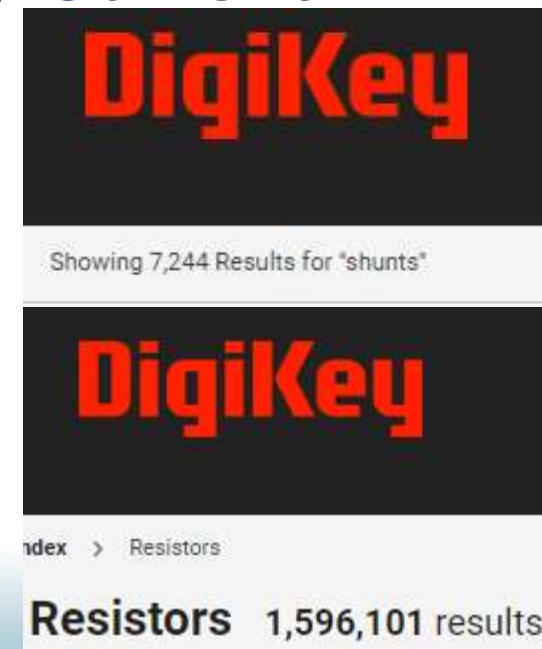 DigiKey
Showing 7,244 Results for "shunts"
DigiKey
ndex > Resistors
Resistors 1,596,101 results